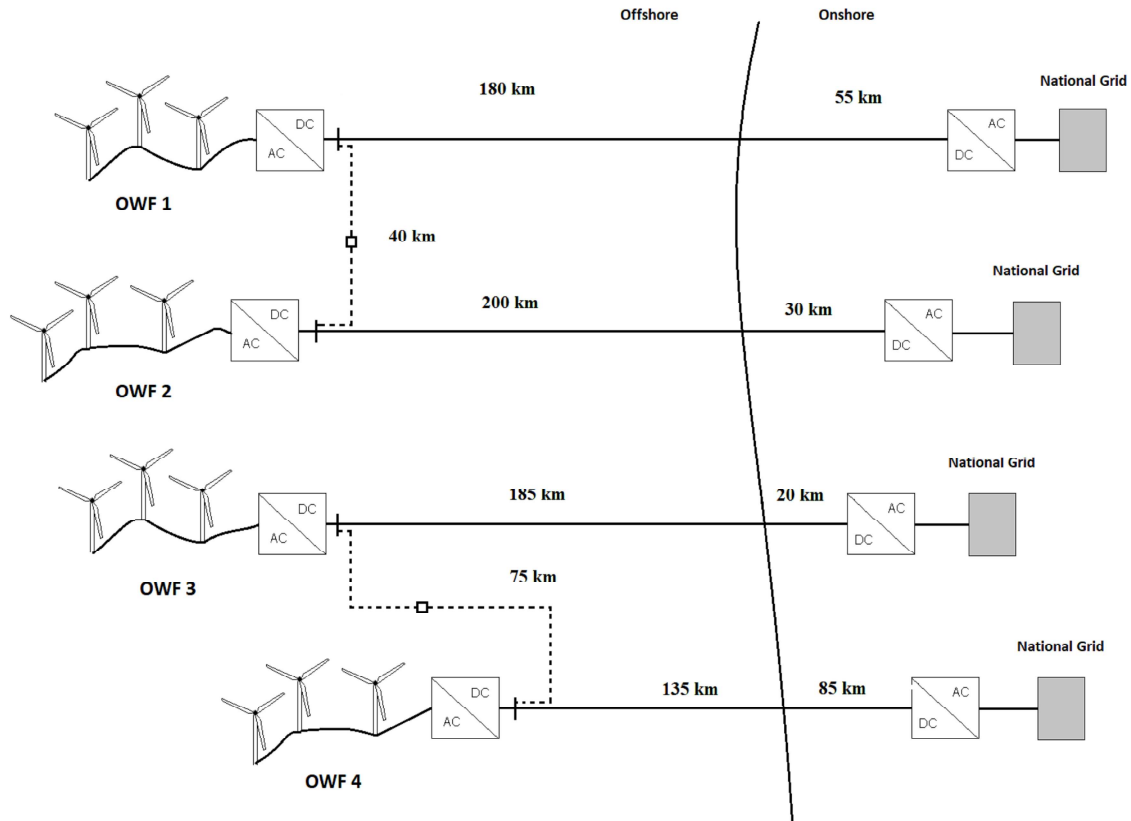 Offshore
Onshore
180 km
55 km
National Grid
DC
AC
AC
DC
OWF 1
40 km
National Grid
200 km
30 km
DC
AC
AC
DC
OWF 2
National Grid
185 km
20 km
DC
AC
AC
DC
OWF 3
75 km
National Grid
135 km
85 km
DC
AC
AC
DC
OWF 4